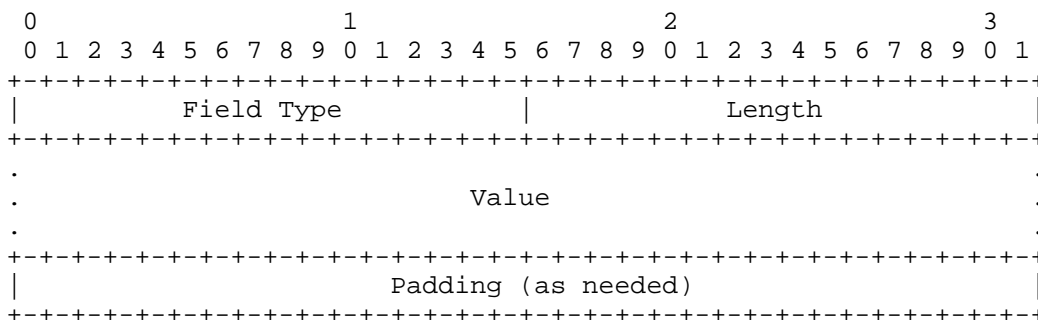 0                   1                   2                   3
 0 1 2 3 4 5 6 7 8 9 0 1 2 3 4 5 6 7 8 9 0 1 2 3 4 5 6 7 8 9 0 1
+-+-+-+-+-+-+-+-+-+-+-+-+-+-+-+-+-+-+-+-+-+-+-+-+-+-+-+-+-+-+-+-+
|          Field Type           |            Length             |
+-+-+-+-+-+-+-+-+-+-+-+-+-+-+-+-+-+-+-+-+-+-+-+-+-+-+-+-+-+-+-+-+
.                                                               .
.                            Value                              .
.                                                               .
+-+-+-+-+-+-+-+-+-+-+-+-+-+-+-+-+-+-+-+-+-+-+-+-+-+-+-+-+-+-+-+-+
|                       Padding (as needed)                     |
+-+-+-+-+-+-+-+-+-+-+-+-+-+-+-+-+-+-+-+-+-+-+-+-+-+-+-+-+-+-+-+-+